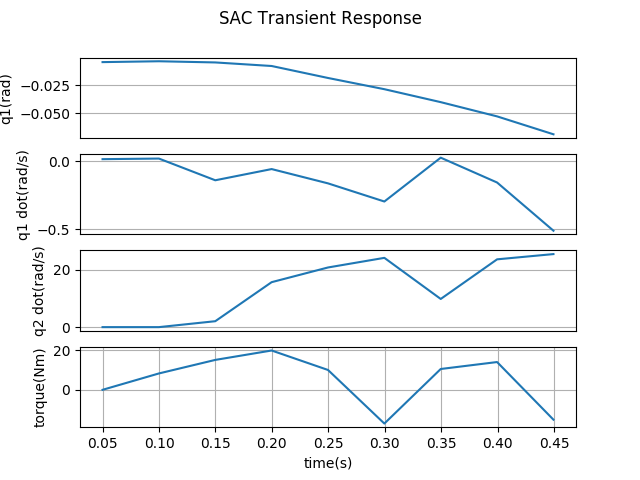 SAC Transient Response
q1(rad)
−0.025
−0.050
q1 dot(rad/s)
0.0
−0.5
q2 dot(rad/s)
20
0
torque(Nm)
20
0
0.05 0.10 0.15 0.20 0.25 0.30 0.35 0.40 0.45
time(s)